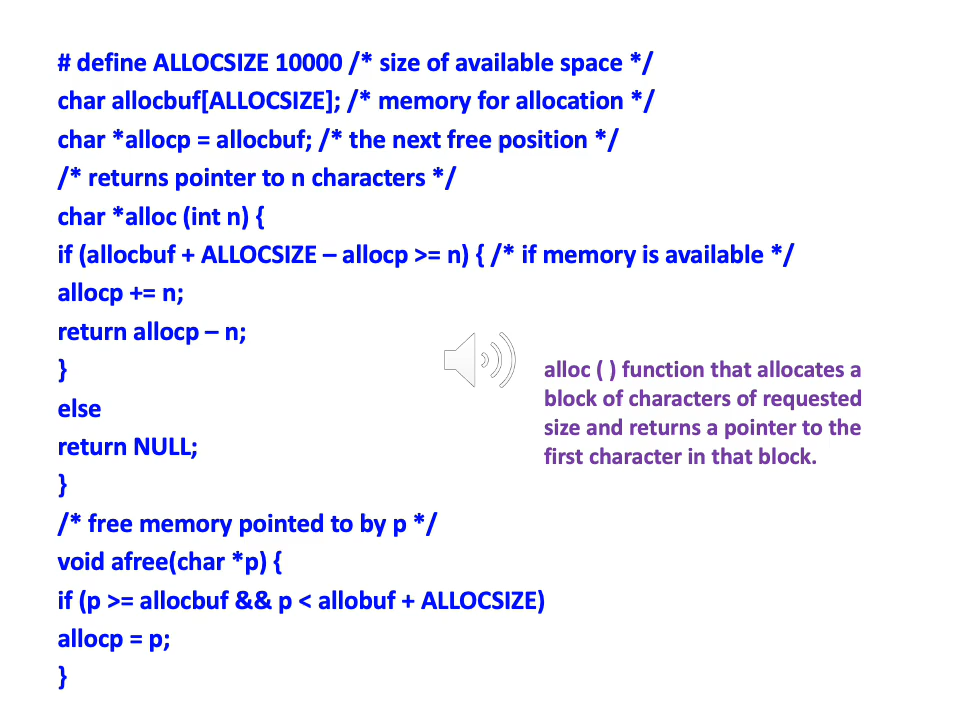 # define ALLOCSIZE 10000 /* size of available space */
char allocbuf[ALLOCSIZE]; /* memory for allocation */
char *allocp = allocbuf; /* the next free position */
/* returns pointer to n characters */
char *alloc (int n) {
if (allocbuf + ALLOCSIZE – allocp >= n) { /* if memory is available */
allocp += n;
return allocp – n;
}
else
return NULL;
}
/* free memory pointed to by p */
void afree(char *p) {
if (p >= allocbuf && p < allobuf + ALLOCSIZE)
allocp = p;
}
alloc ( ) function that allocates a
block of characters of requested
size and returns a pointer to the
first character in that block.